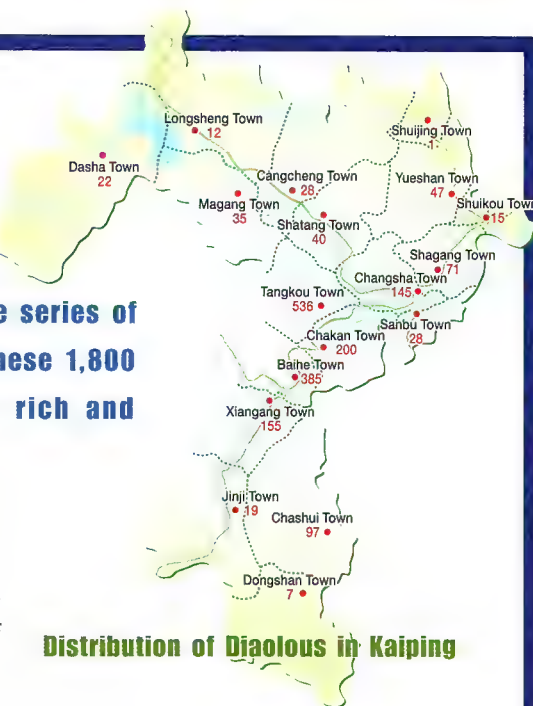 Longsheng Town
12
Shuijing Town
1
Dasha Town
22
Cangcheng Town
28
Yueshan Town
47
Magang Town
35
Shuikou Town
15
Shatang Town
40
Shagang Town
71
Changsha Town
145
Tangkou Town
536
Sanbu Town
28
e series of
Chakan Town
200
hese 1,800
Baihe Town
385
rich and
Xiangang Town
155
Jinji Town
19
Chashui Town
97
Dongshan Town
7
Distribution of Diaolous in Kaiping